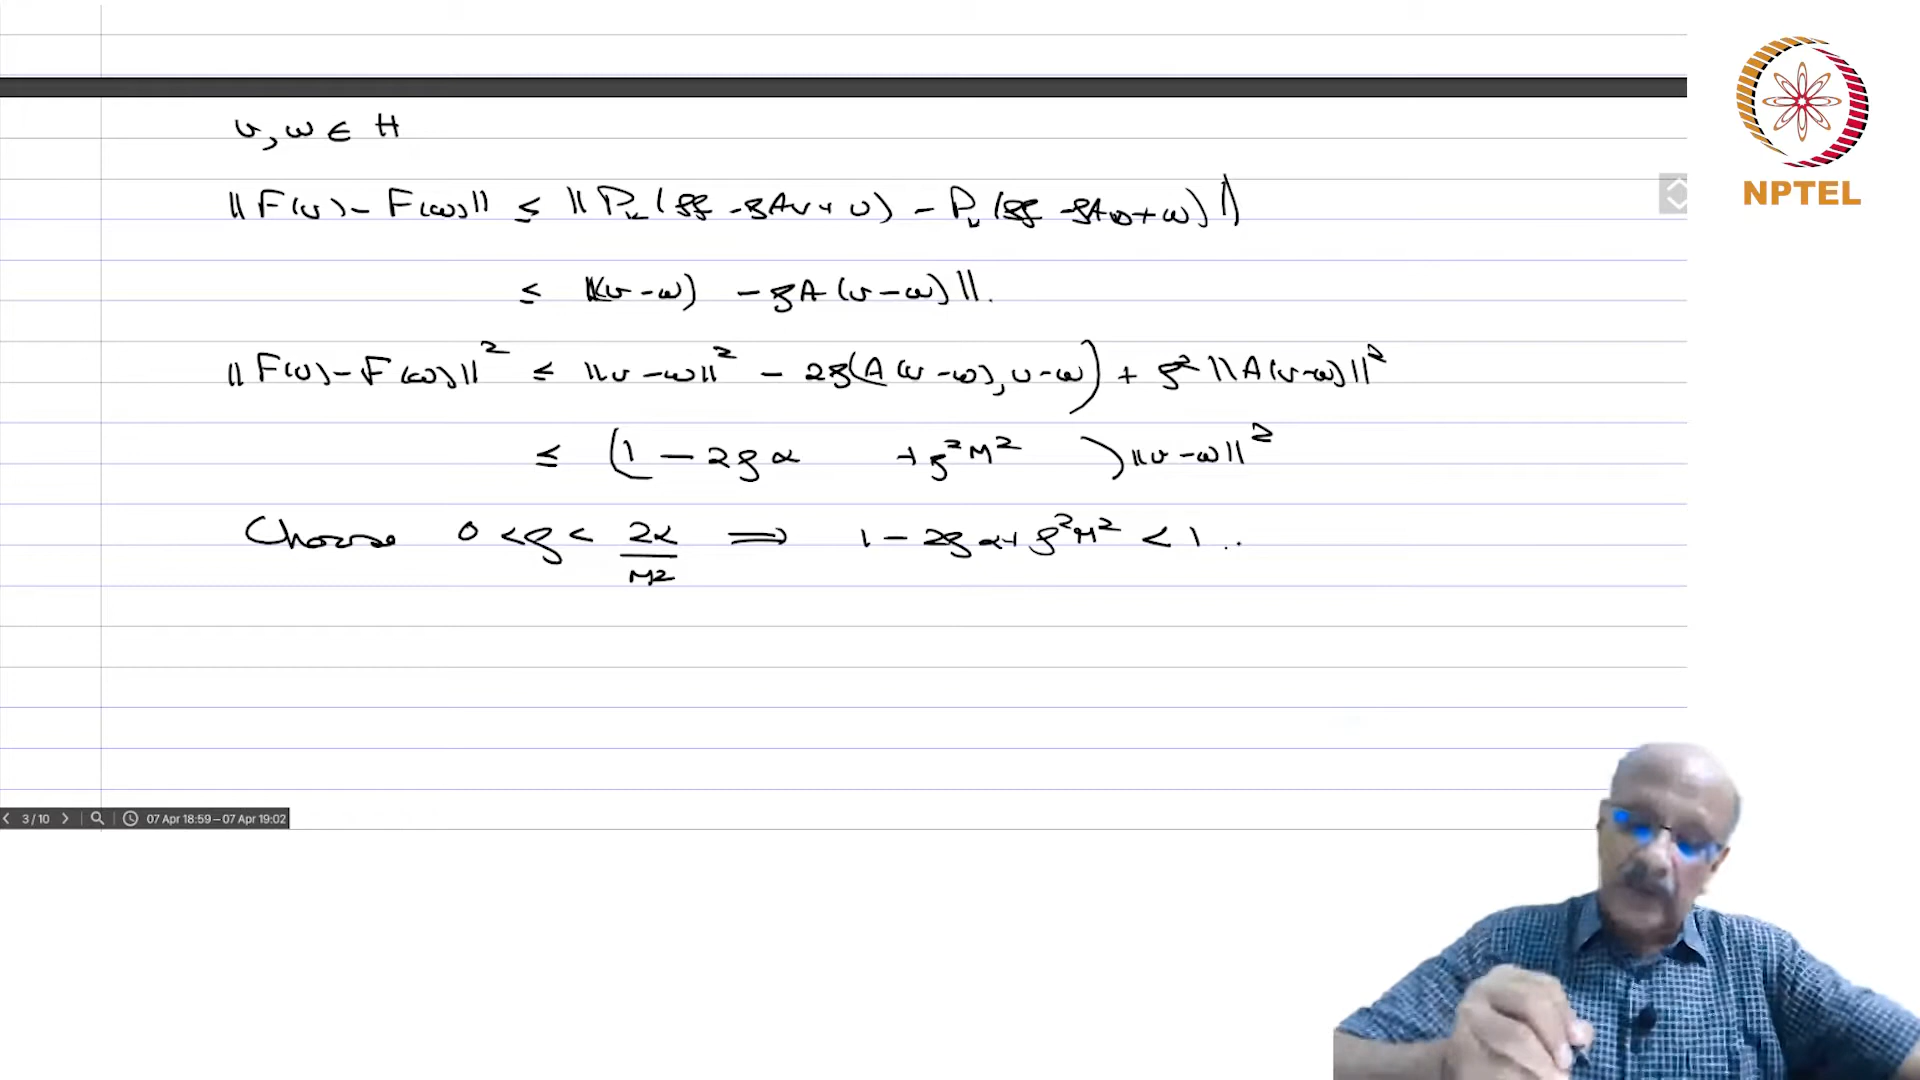 v, w ∈ H
‖F(v) − F(w)‖ ≤ ‖P_K(ρf − ρAv + v) − P_K(ρf − ρAw + w)‖
≤ ‖(v − w) − ρA(v − w)‖.
‖F(v) − F(w)‖² ≤ ‖v − w‖² − 2ρ(A(v − w), v − w) + ρ²‖A(v − w)‖²
≤ (1 − 2ρα + ρ²M²)‖v − w‖²
Choose 0 < ρ < 2α/M² ⟹ 1 − 2ρα + ρ²M² < 1 ..
3 / 10
07 Apr 18:59 – 07 Apr 19:02
NPTEL